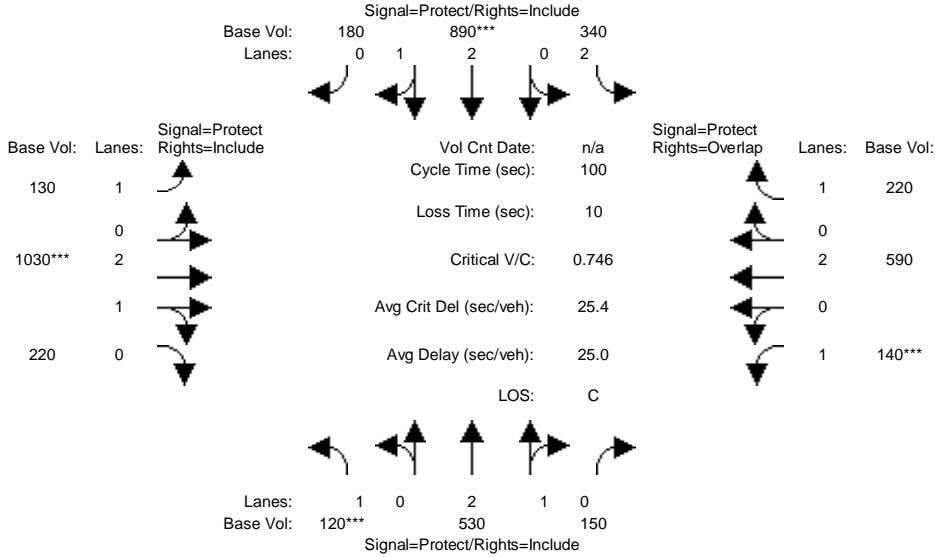 Signal=Protect/Rights=Include
Base Vol: 180 890*** 340
Lanes: 0 1 2 0 2
Signal=Protect
Rights=Include
Base Vol: Lanes:
130 1
0
1030*** 2
1
220 0
Vol Cnt Date: n/a
Cycle Time (sec): 100
Loss Time (sec): 10
Critical V/C: 0.746
Avg Crit Del (sec/veh): 25.4
Avg Delay (sec/veh): 25.0
LOS: C
Signal=Protect
Rights=Overlap
Lanes: Base Vol:
1 220
0
2 590
0
1 140***
Lanes: 1 0 2 1 0
Base Vol: 120*** 530 150
Signal=Protect/Rights=Include